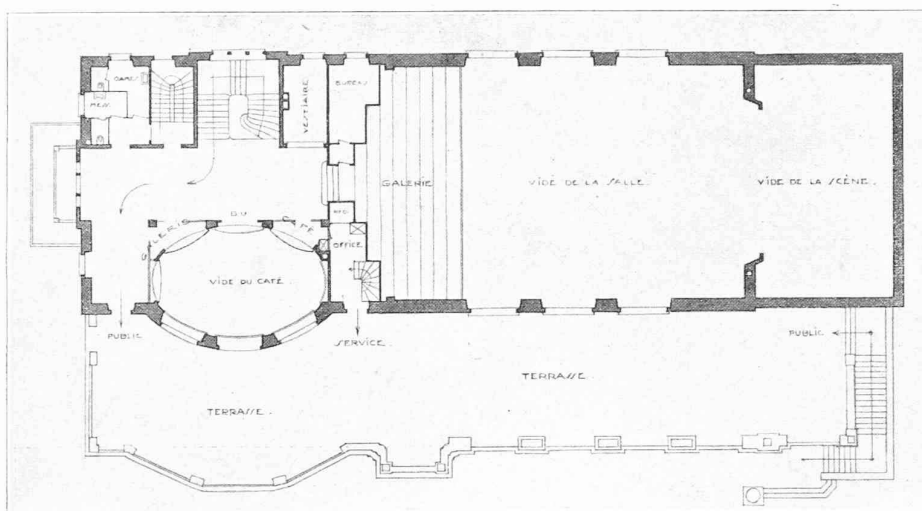 DAMES
MESS.
VESTIAIRE
BUREAU
GALERIE
VIDE DE LA SALLE.
VIDE DE LA SCÈNE.
GALERIE DU CAFÉ
OFFICE
VIDE DU CAFÉ.
PUBLIC
SERVICE
PUBLIC
TERRASSE.
TERRASSE.